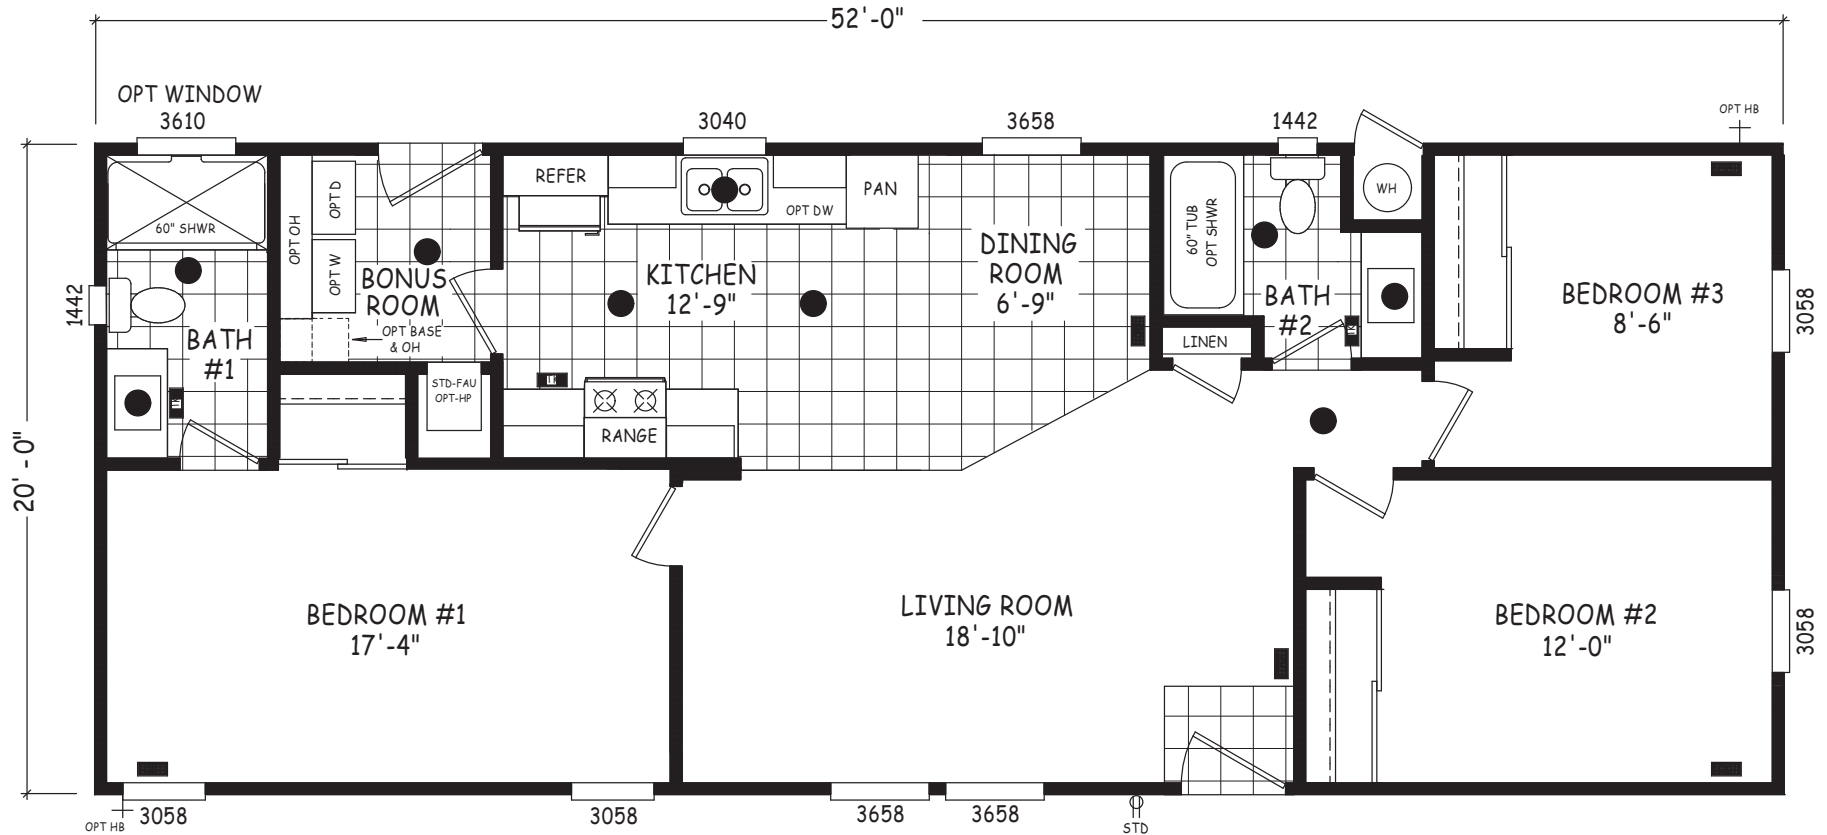 52'-0"
OPT WINDOW
3610
3040
3658
1442
OPT HB
REFER
PAN
WH
OPT DW
60" SHWR
OPT OH
OPT D
OPT W
BONUS
ROOM
OPT BASE
& OH
KITCHEN
12'-9"
DINING
ROOM
6'-9"
60" TUB
OPT SHWR
BATH
#2
LINEN
BEDROOM #3
8'-6"
3058
1442
BATH
#1
STD-FAU
OPT-HP
RANGE
20'-0"
BEDROOM #1
17'-4"
LIVING ROOM
18'-10"
BEDROOM #2
12'-0"
3058
OPT HB
3058
3058
3658
3658
STD